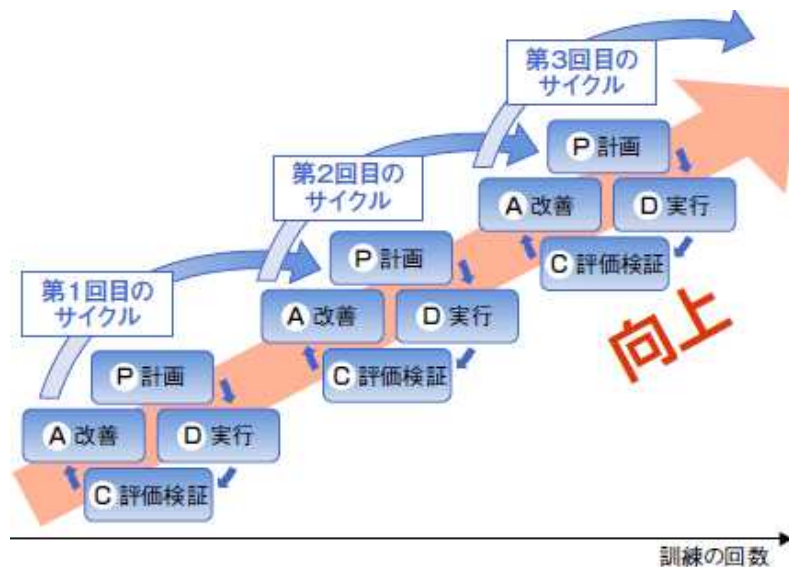 第3回目の
サイクル
P 計画
A 改善
D 実行
C 評価検証
第2回目の
サイクル
P 計画
A 改善
D 実行
C 評価検証
第1回目の
サイクル
P 計画
A 改善
D 実行
C 評価検証
向上
訓練の回数